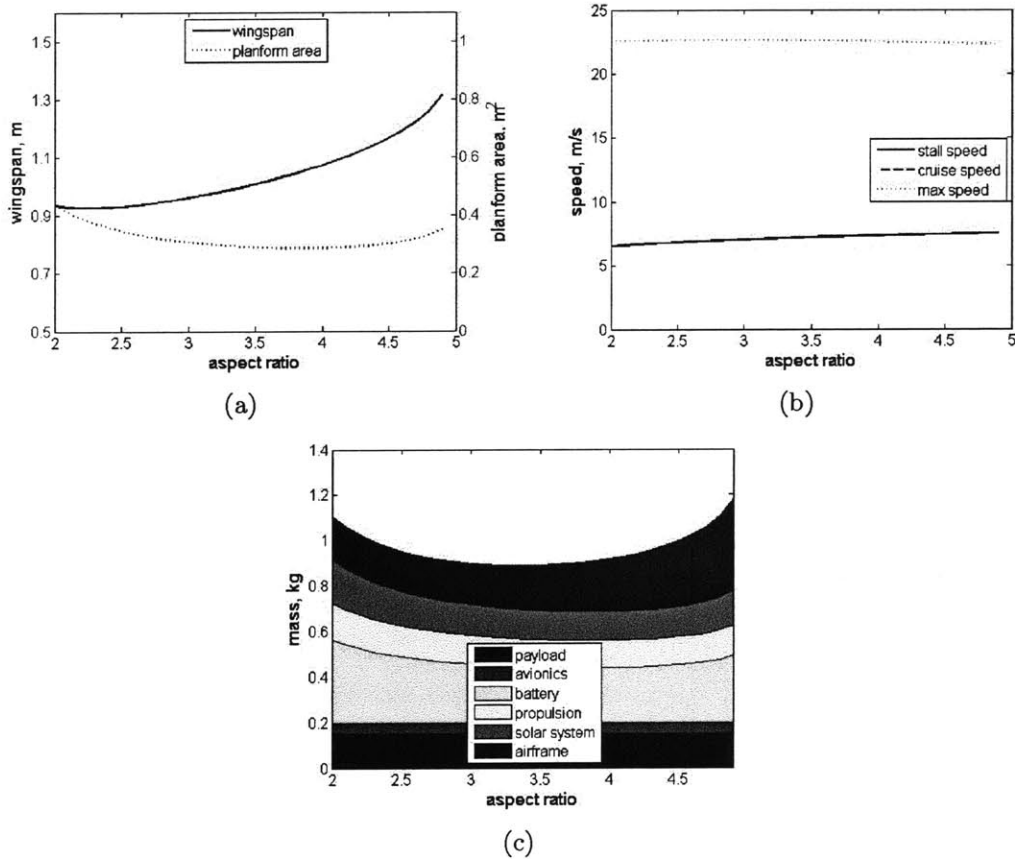 1.5
1.3
1.1
0.9
0.7
0.5
wingspan, m
wingspan
planform area
1
0.8
0.6
0.4
0.2
0
planform area. m2
2 2.5 3 3.5 4 4.5 5
aspect ratio
(a)
25
20
15
10
5
0
speed, m/s
stall speed
cruise speed
max speed
2 2.5 3 3.5 4 4.5 5
aspect ratio
(b)
1.4
1.2
1
0.8
0.6
0.4
0.2
0
mass, kg
payload
avionics
battery
propulsion
solar system
airframe
2 2.5 3 3.5 4 4.5
aspect ratio
(c)